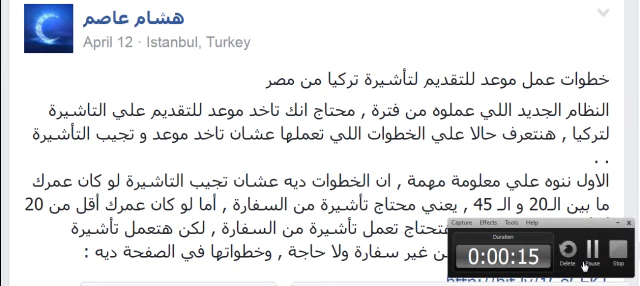 هشام عاصم
April 12 · Istanbul, Turkey
خطوات عمل موعد للتقديم لتأشيرة تركيا من مصر
النظام الجديد اللي عملوه من فترة , محتاج انك تاخد موعد للتقديم علي التاشيرة
لتركيا , هنتعرف حالا علي الخطوات اللي تعملها عشان تاخد موعد و تجيب التأشيرة
. .
الاول ننوه علي معلومة مهمة , ان الخطوات ديه عشان تجيب التاشيرة لو كان عمرك
ما بين الـ20 و الـ 45 , يعني محتاج تأشيرة من السفارة , أما لو كان عمرك أقل من 20
هتحتاج تعمل تأشيرة من السفارة , لكن هتعمل تأشيرة
من غير سفارة ولا حاجة , وخطواتها في الصفحة ديه :
Capture Effects Tools Help
Duration
0:00:15
Delete Pause Stop